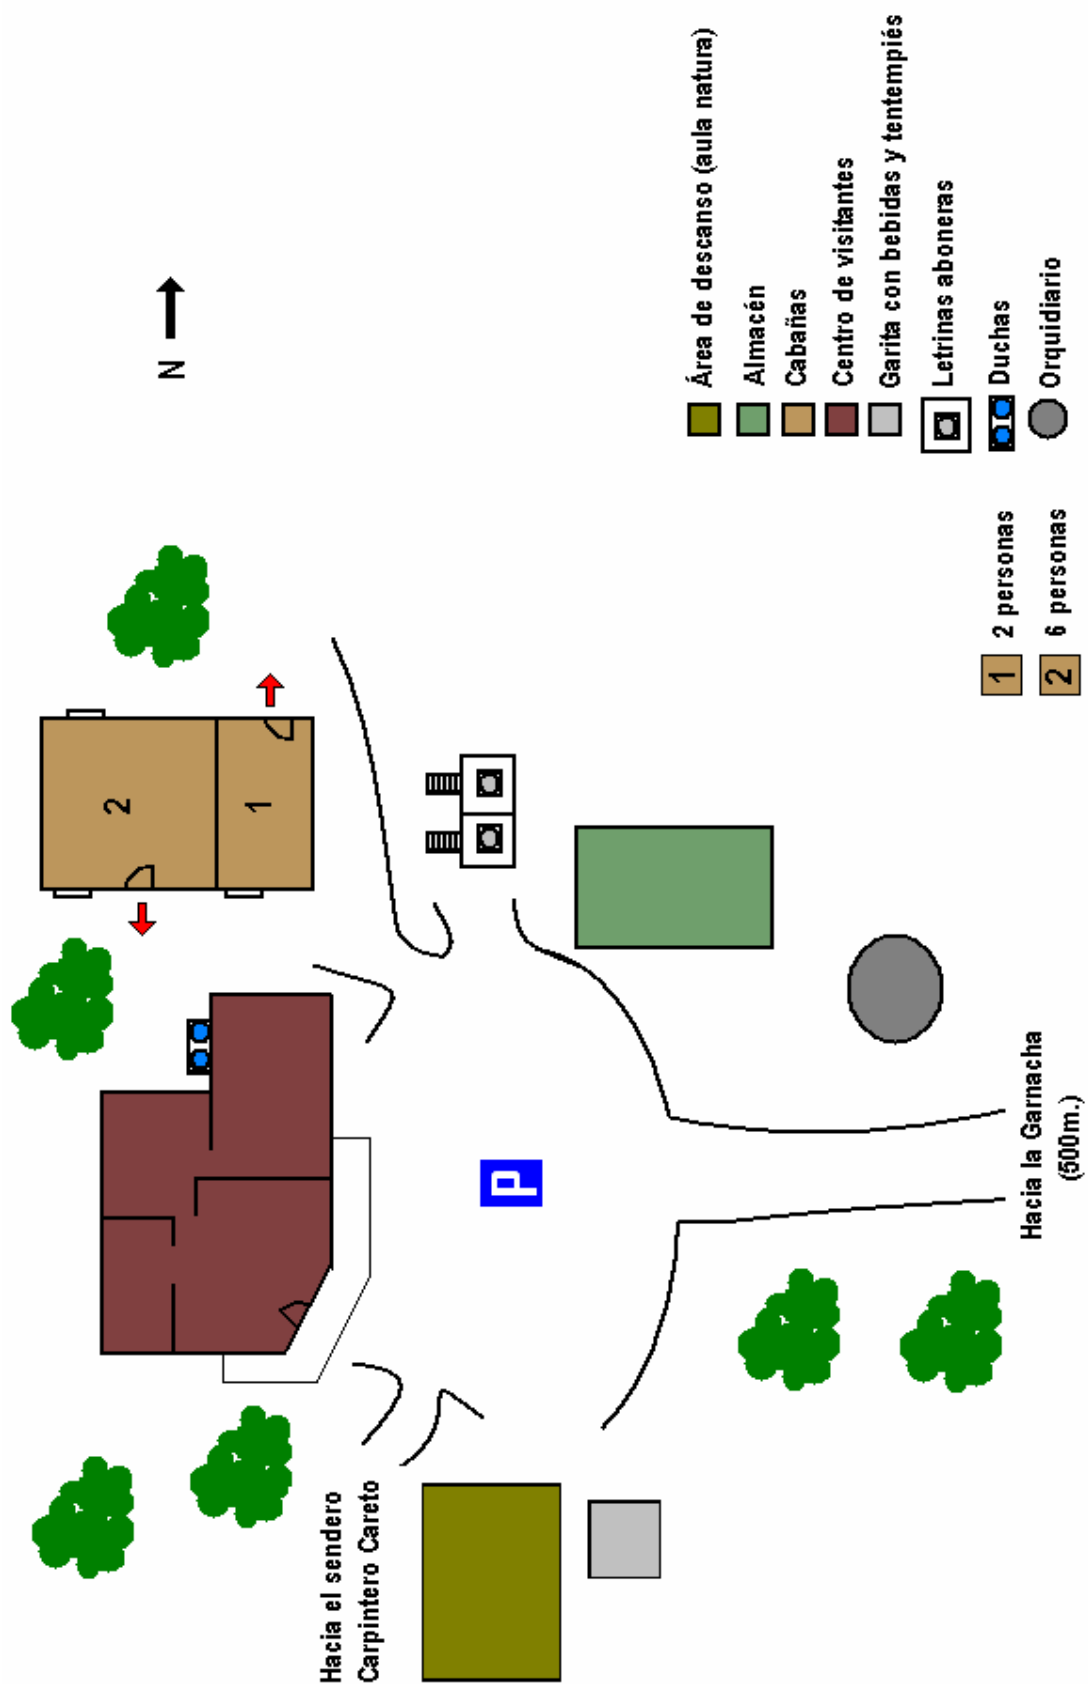 N
2
1
P
Hacia el sendero
Carpintero Careto
Hacia la Garnacha
(500m.)
1 2 personas
2 6 personas
Área de descanso (aula natura)
Almacén
Cabañas
Centro de visitantes
Garita con bebidas y tentempiés
Letrinas aboneras
Duchas
Orquidiario